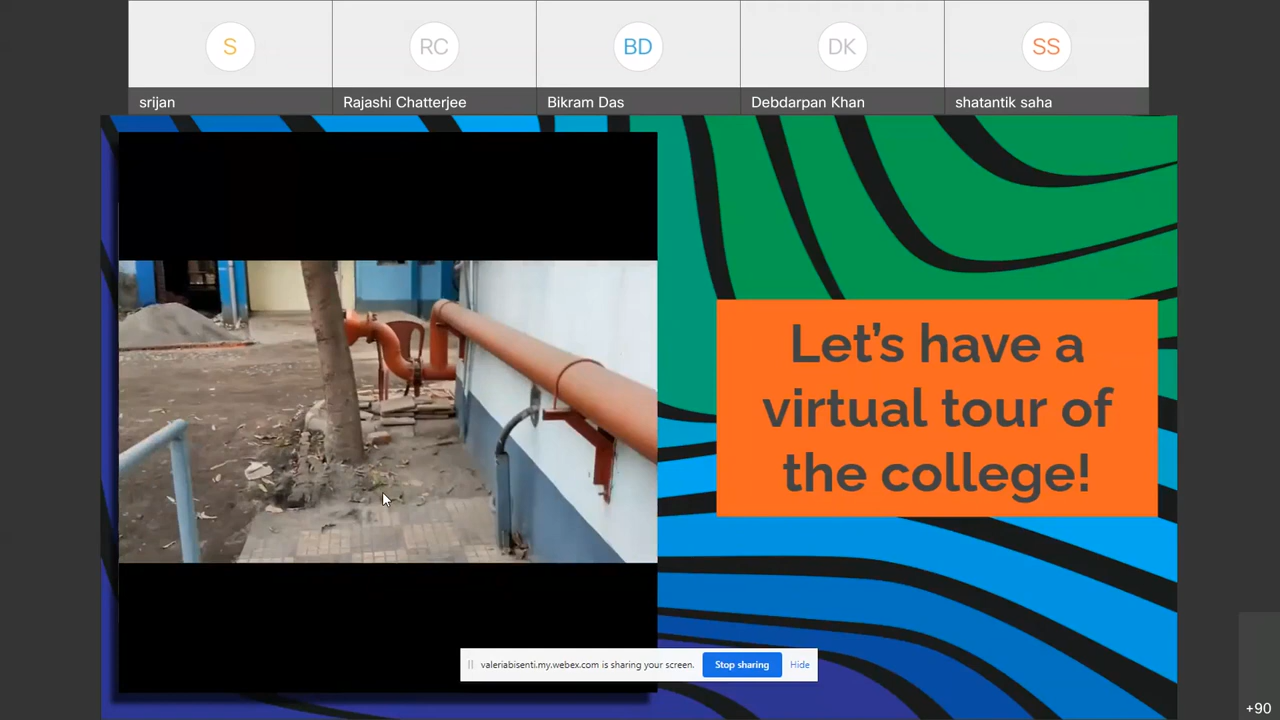 S
RC
BD
DK
SS
srijan
Rajashi Chatterjee
Bikram Das
Debdarpan Khan
shatantik saha
Let's have a
virtual tour of
the college!
valeriabisenti.my.webex.com is sharing your screen.
Stop sharing
Hide
+90